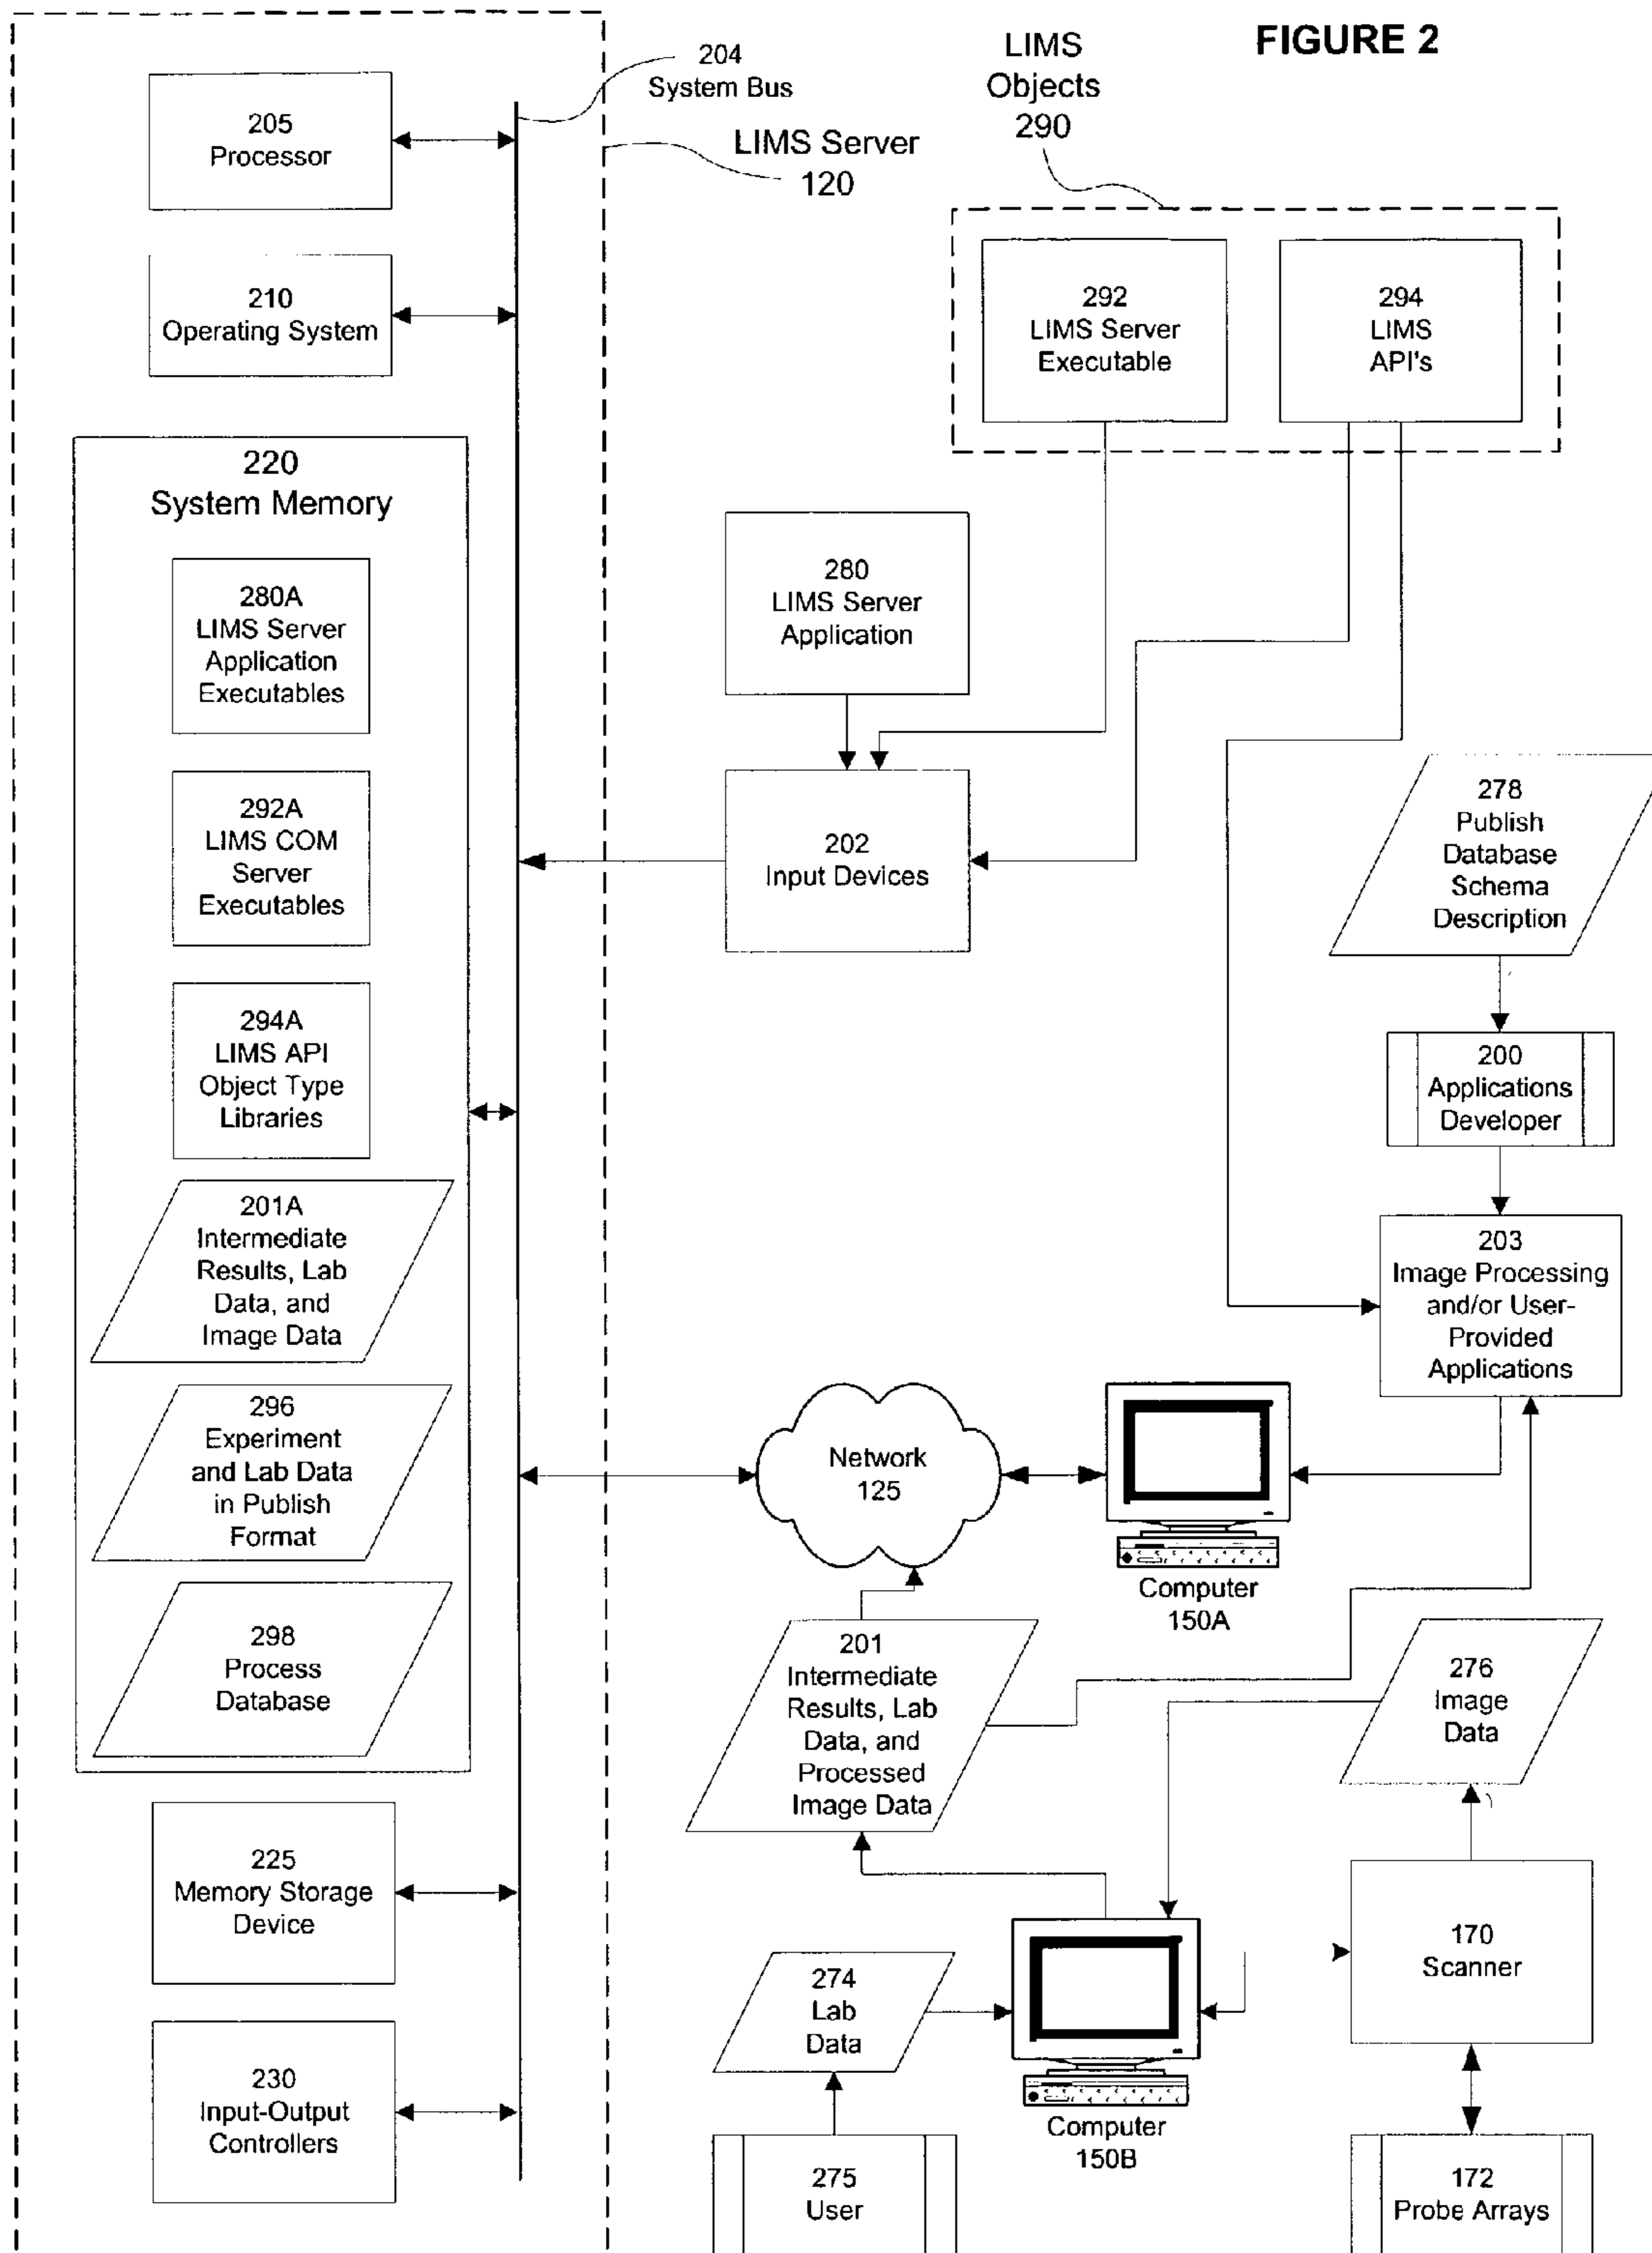 FIGURE 2
204
System Bus
LIMS Server
120
LIMS
Objects
290
205
Processor
210
Operating System
220
System Memory
280A
LIMS Server
Application
Executables
292A
LIMS COM
Server
Executables
294A
LIMS API
Object Type
Libraries
201A
Intermediate
Results, Lab
Data, and
Image Data
296
Experiment
and Lab Data
in Publish
Format
298
Process
Database
225
Memory Storage
Device
230
Input-Output
Controllers
292
LIMS Server
Executable
294
LIMS
API's
280
LIMS Server
Application
202
Input Devices
278
Publish
Database
Schema
Description
200
Applications
Developer
203
Image Processing
and/or User-
Provided
Applications
Network
125
Computer
150A
201
Intermediate
Results, Lab
Data, and
Processed
Image Data
276
Image
Data
170
Scanner
274
Lab
Data
Computer
150B
275
User
172
Probe Arrays